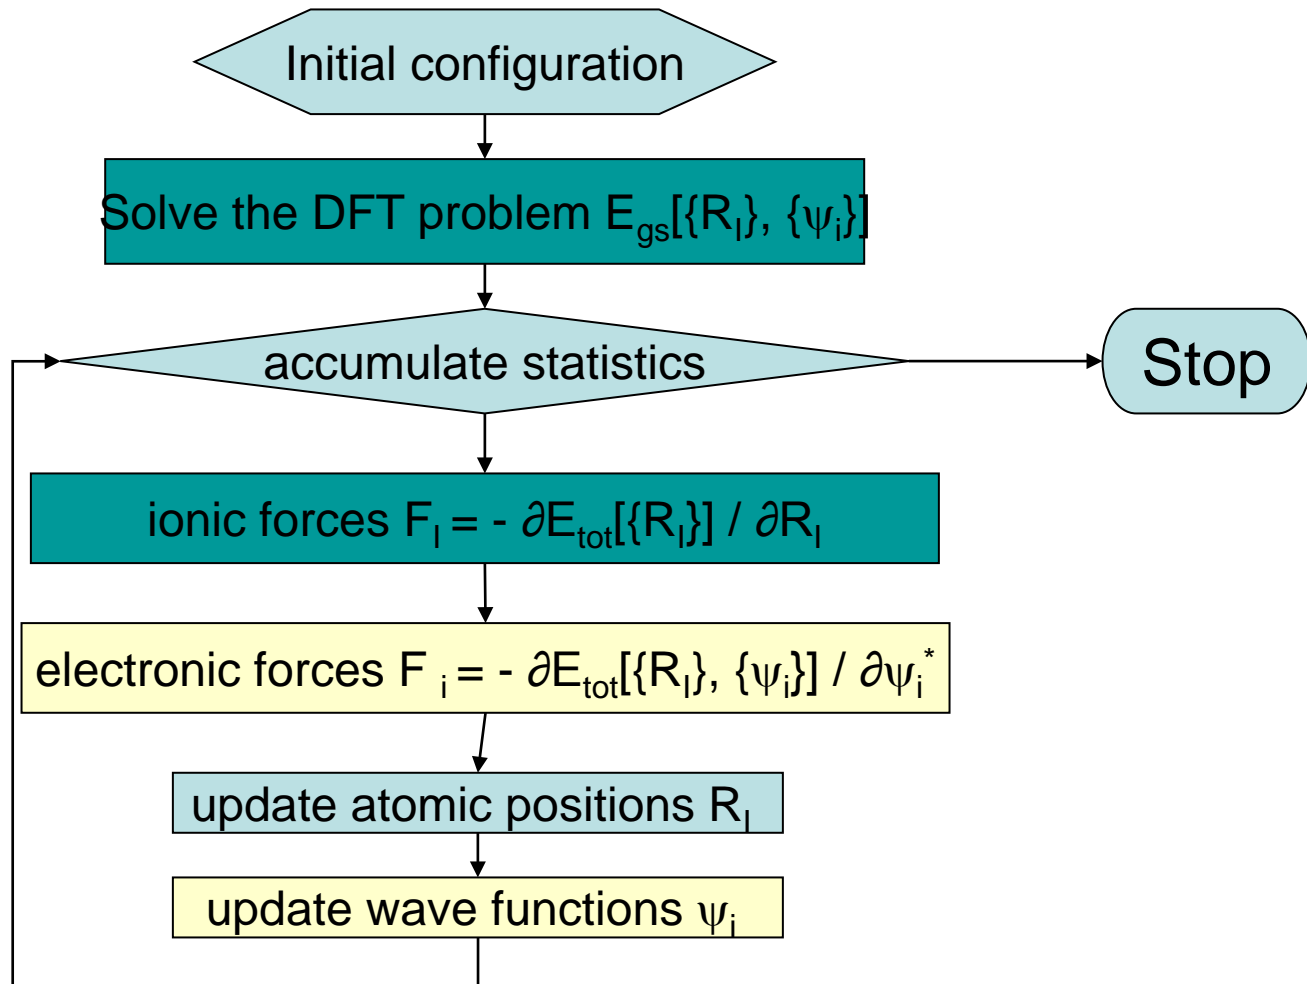 Initial configuration
Solve the DFT problem E_gs[{R_I}, {ψ_i}]
accumulate statistics
Stop
ionic forces F_I = - ∂E_tot[{R_I}] / ∂R_I
electronic forces F_i = - ∂E_tot[{R_I}, {ψ_i}] / ∂ψ_i^*
update atomic positions R_I
update wave functions ψ_i